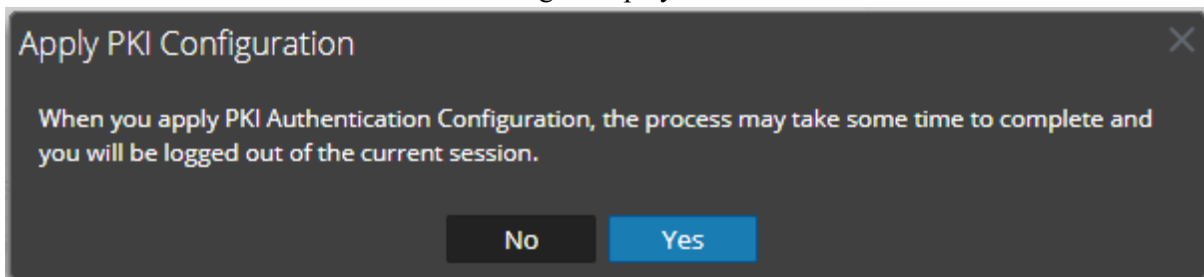 Apply PKI Configuration
When you apply PKI Authentication Configuration, the process may take some time to complete and
you will be logged out of the current session.
No Yes